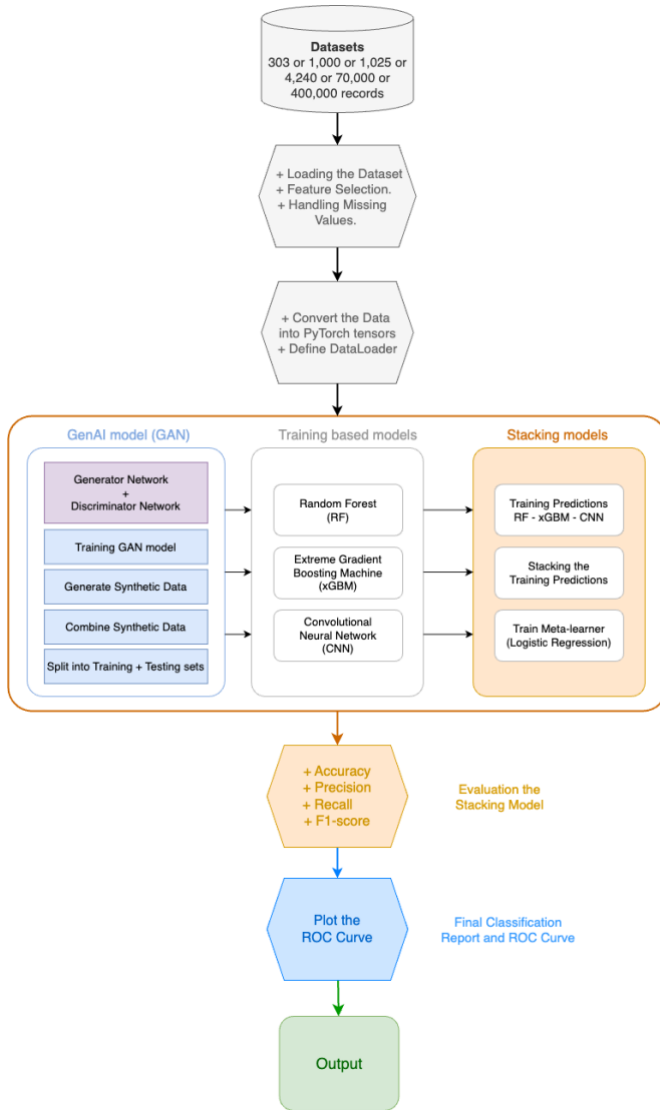 Datasets
303 or 1,000 or 1,025 or
4,240 or 70,000 or
400,000 records
+ Loading the Dataset
+ Feature Selection.
+ Handling Missing
Values.
+ Convert the Data
into PyTorch tensors
+ Define DataLoader
GenAI model (GAN)
Generator Network
+
Discriminator Network
Training GAN model
Generate Synthetic Data
Combine Synthetic Data
Split into Training + Testing sets
Training based models
Random Forest
(RF)
Extreme Gradient
Boosting Machine
(xGBM)
Convolutional
Neural Network
(CNN)
Stacking models
Training Predictions
RF - xGBM - CNN
Stacking the
Training Predictions
Train Meta-learner
(Logistic Regression)
+ Accuracy
+ Precision
+ Recall
+ F1-score
Evaluation the
Stacking Model
Plot the
ROC Curve
Final Classification
Report and ROC Curve
Output